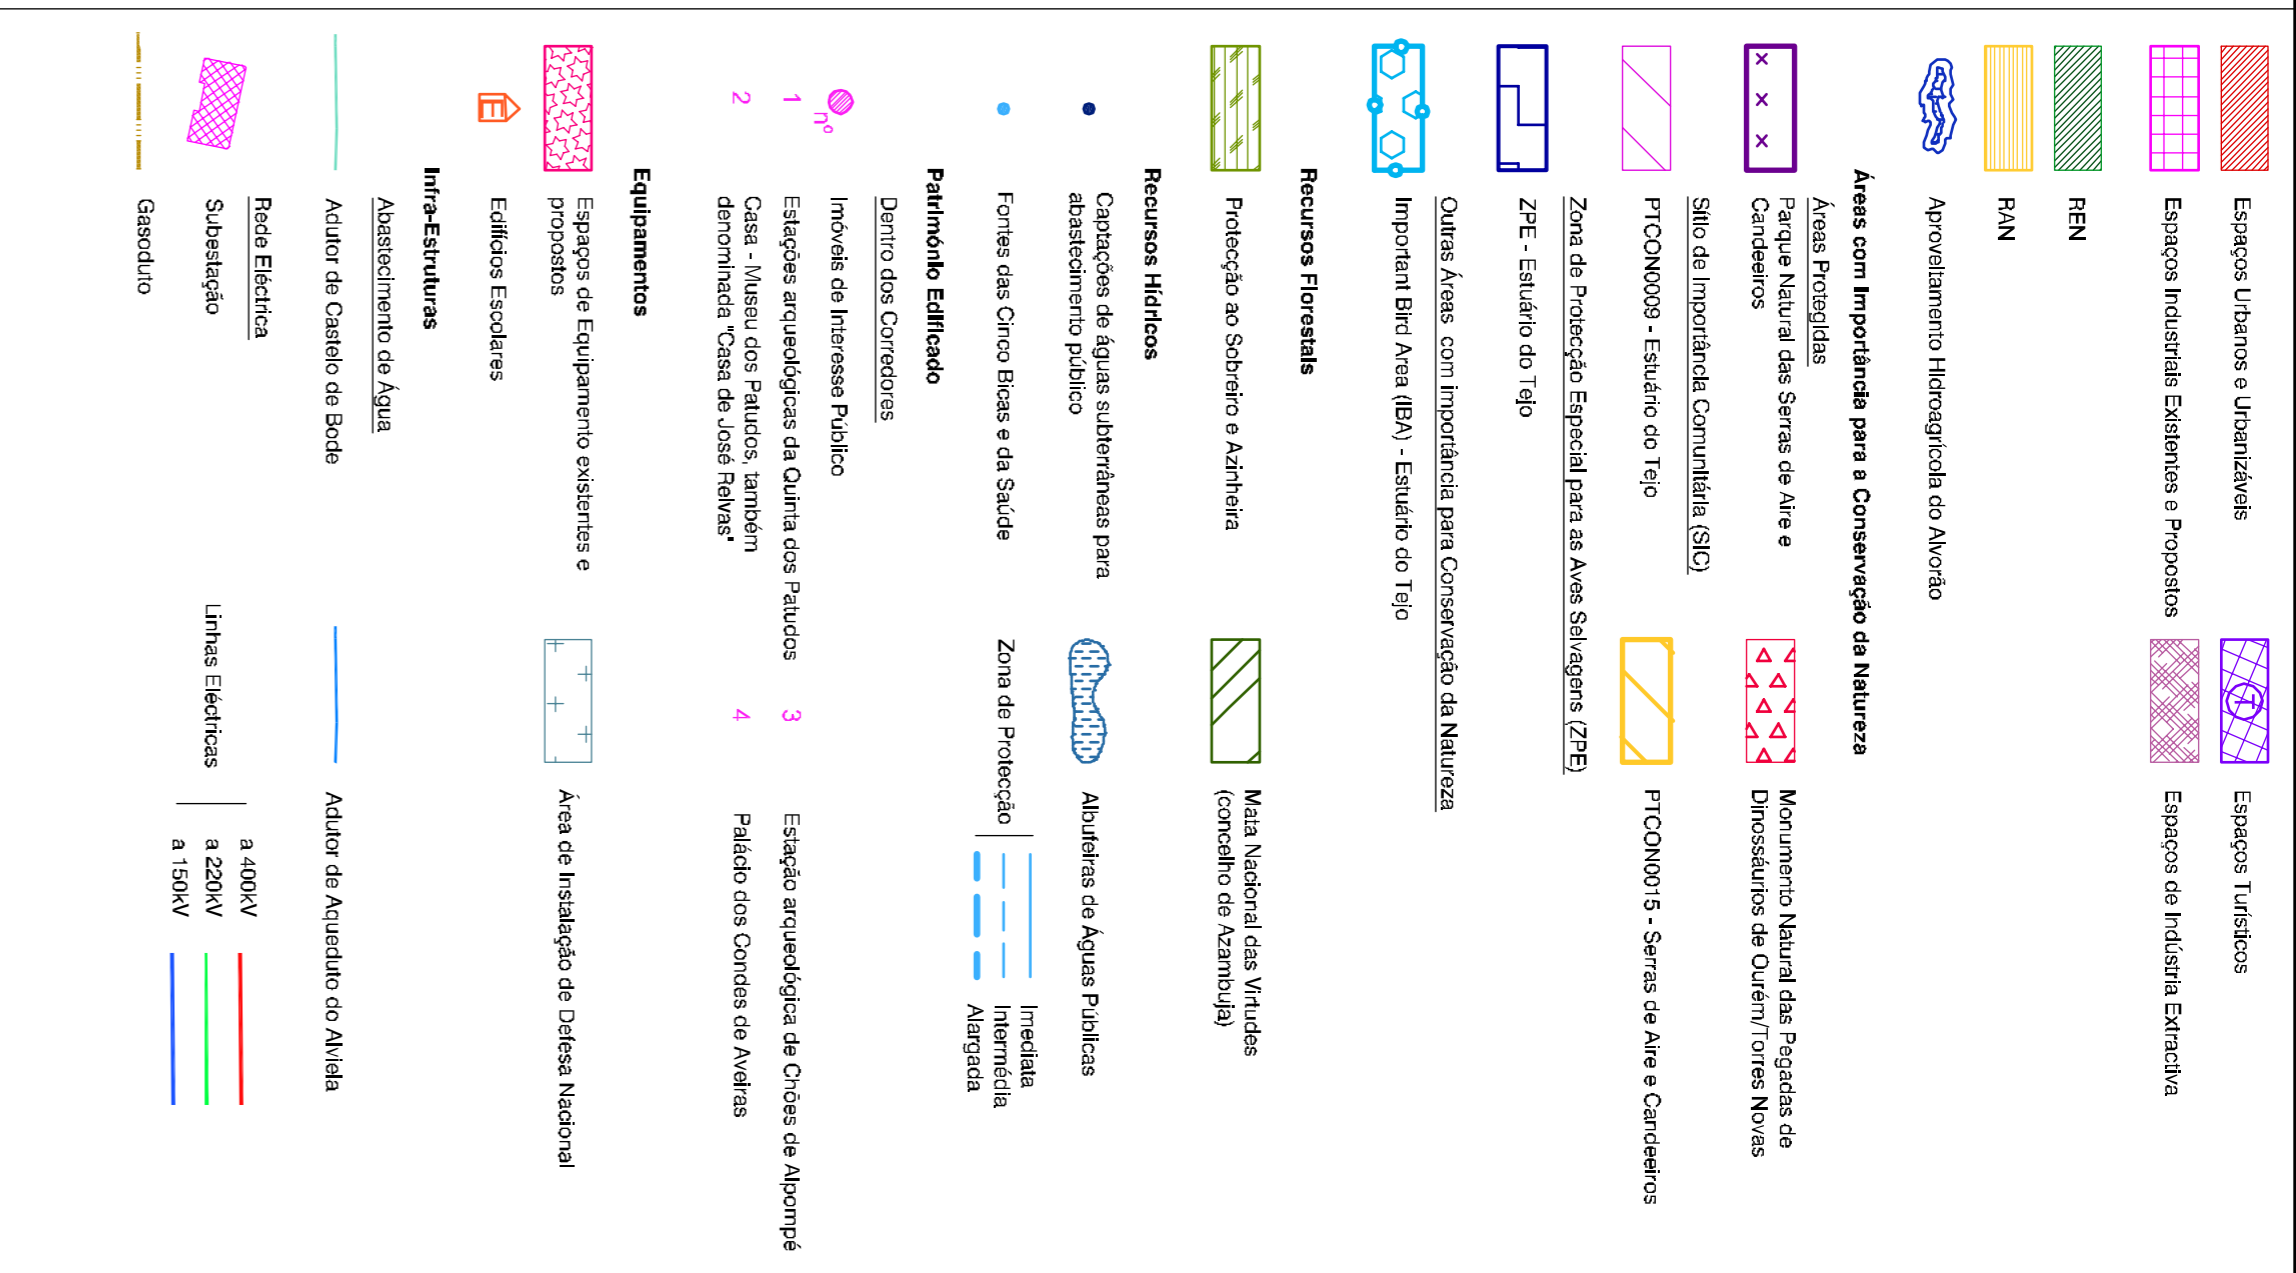 Espaços Urbanos e Urbanizáveis
Espaços Turísticos
T
Espaços Industriais Existentes e Propostos
Espaços de Indústria Extractiva
REN
RAN
Aproveitamento Hidroagrícola do Alvorão
Áreas com Importância para a Conservação da Natureza
Áreas Protegidas
Parque Natural das Serras de Aire e
Candeeiros
Monumento Natural das Pegadas de
Dinossáurios de Ourém/Torres Novas
Sítio de Importância Comunitária (SIC)
PTCON0009 - Estuário do Tejo
PTCON0015 - Serras de Aire e Candeeiros
Zona de Protecção Especial para as Aves Selvagens (ZPE)
ZPE - Estuário do Tejo
Outras Áreas com importância para Conservação da Natureza
Important Bird Area (IBA) - Estuário do Tejo
Recursos Florestais
Protecção ao Sobreiro e Azinheira
Mata Nacional das Virtudes
(concelho de Azambuja)
Recursos Hídricos
Captações de águas subterrâneas para
abastecimento público
Albufeiras de Águas Públicas
Fontes das Cinco Bicas e da Saúde
Zona de Protecção
Imediata
Intermédia
Alargada
Património Edificado
Dentro dos Corredores
nº
Imóveis de Interesse Público
1 Estações arqueológicas da Quinta dos Patudos
3 Estação arqueológica de Chões de Alpompé
2 Casa - Museu dos Patudos, também
denominada "Casa de José Relvas"
4 Palácio dos Condes de Aveiras
Equipamentos
Espaços de Equipamento existentes e
propostos
Área de Instalação de Defesa Nacional
E
Edifícios Escolares
Infra-Estruturas
Abastecimento de Água
Adutor de Castelo de Bode
Adutor de Aqueduto do Alviela
Rede Eléctrica
Subestação
Linhas Eléctricas
a 400kV
a 220kV
a 150kV
Gasoduto